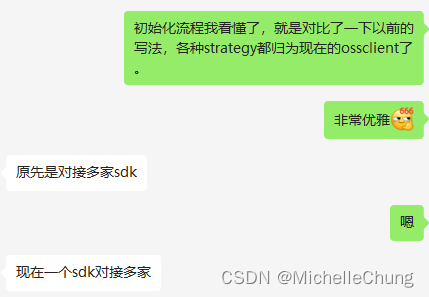 初始化流程我看懂了，就是对比了一下以前的
写法，各种strategy都归为现在的ossclient了
。
非常优雅
666
原先是对接多家sdk
嗯
现在一个sdk对接多家
CSDN @MichelleChung